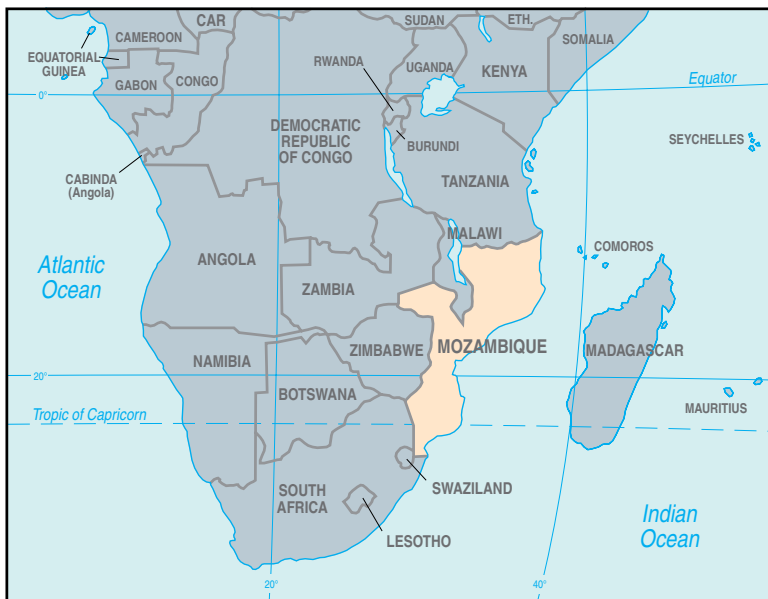 CAR
SUDAN
ETH.
CAMEROON
SOMALIA
EQUATORIAL
GUINEA
RWANDA
UGANDA
KENYA
Equator
GABON
CONGO
0°
DEMOCRATIC
REPUBLIC
OF CONGO
BURUNDI
SEYCHELLES
CABINDA
(Angola)
TANZANIA
MALAWI
COMOROS
ANGOLA
Atlantic
Ocean
ZAMBIA
ZIMBABWE
MOZAMBIQUE
MADAGASCAR
NAMIBIA
20°
BOTSWANA
MAURITIUS
Tropic of Capricorn
SWAZILAND
SOUTH
AFRICA
LESOTHO
Indian
Ocean
20°
40°